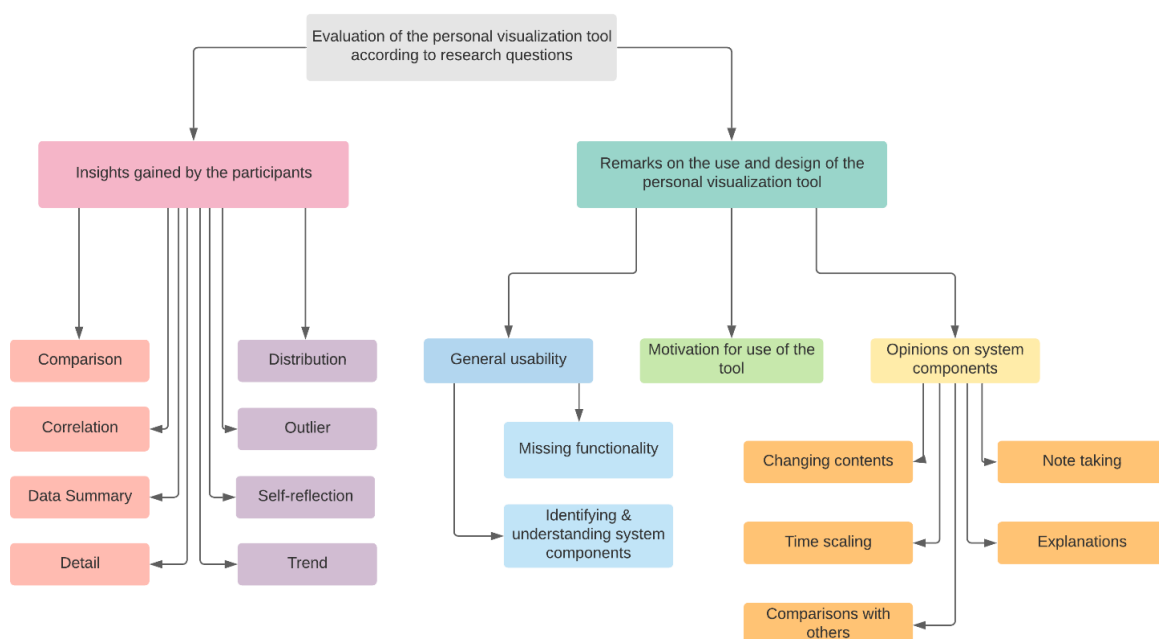 Evaluation of the personal visualization tool
according to research questions
Insights gained by the participants
Remarks on the use and design of the
personal visualization tool
Comparison
Distribution
Correlation
Outlier
Data Summary
Self-reflection
Detail
Trend
General usability
Motivation for use of the
tool
Opinions on system
components
Missing functionality
Identifying &
understanding system
components
Changing contents
Note taking
Time scaling
Explanations
Comparisons with
others